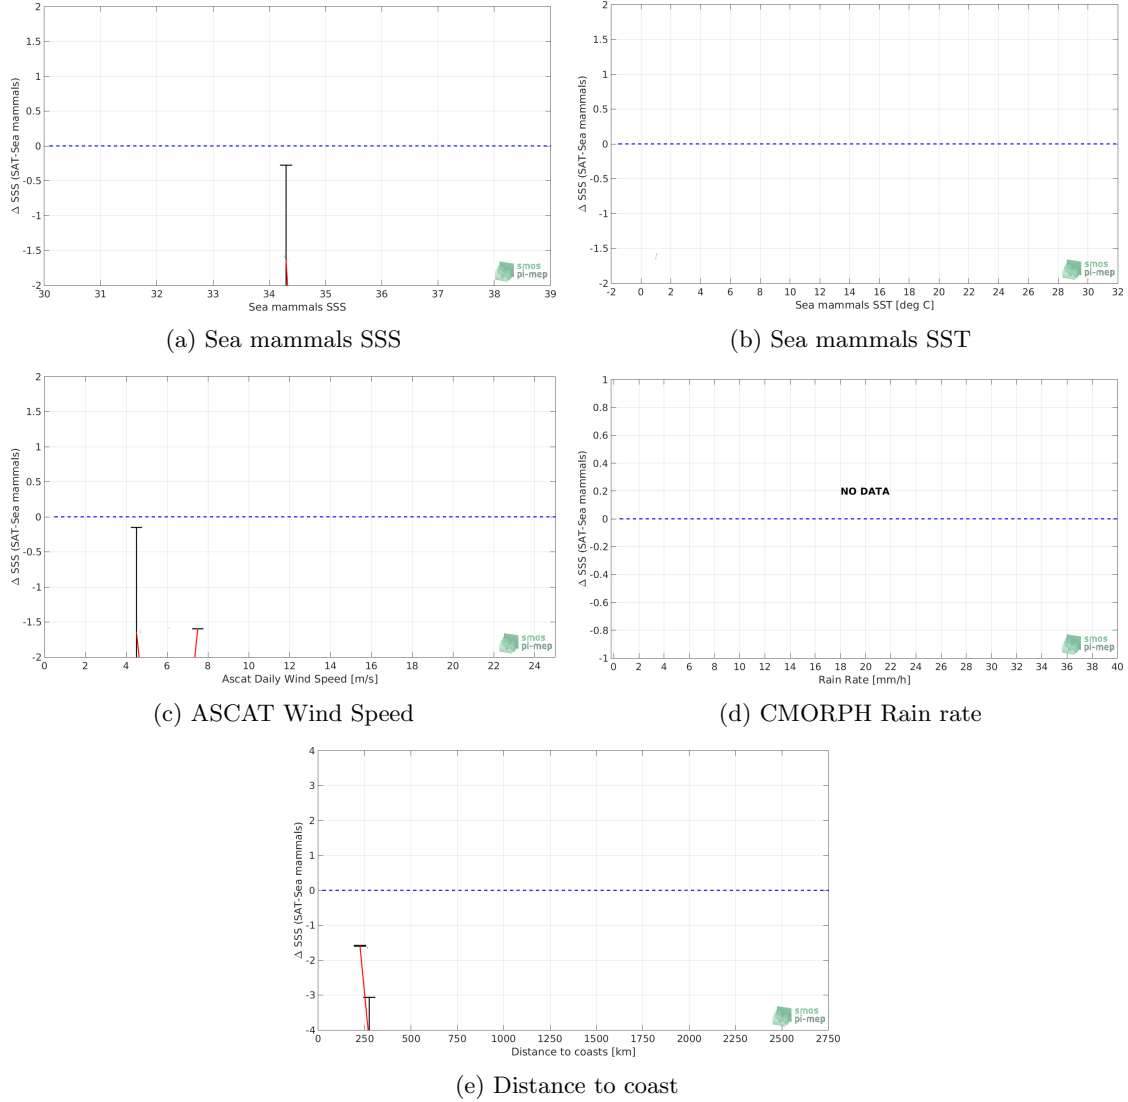 2
1.5
1
0.5
0
-0.5
-1
-1.5
-2
Δ SSS (SAT-Sea mammals)
30 31 32 33 34 35 36 37 38 39
Sea mammals SSS
smos
pi-mep
(a) Sea mammals SSS
2
1.5
1
0.5
0
-0.5
-1
-1.5
-2
Δ SSS (SAT-Sea mammals)
-2 0 2 4 6 8 10 12 14 16 18 20 22 24 26 28 30 32
Sea mammals SST [deg C]
smos
pi-mep
(b) Sea mammals SST
2
1.5
1
0.5
0
-0.5
-1
-1.5
-2
Δ SSS (SAT-Sea mammals)
0 2 4 6 8 10 12 14 16 18 20 22 24
Ascat Daily Wind Speed [m/s]
smos
pi-mep
(c) ASCAT Wind Speed
1
0.8
0.6
0.4
0.2
0
-0.2
-0.4
-0.6
-0.8
-1
Δ SSS (SAT-Sea mammals)
NO DATA
0 2 4 6 8 10 12 14 16 18 20 22 24 26 28 30 32 34 36 38 40
Rain Rate [mm/h]
smos
pi-mep
(d) CMORPH Rain rate
4
3
2
1
0
-1
-2
-3
-4
Δ SSS (SAT-Sea mammals)
0 250 500 750 1000 1250 1500 1750 2000 2250 2500 2750
Distance to coasts [km]
smos
pi-mep
(e) Distance to coast